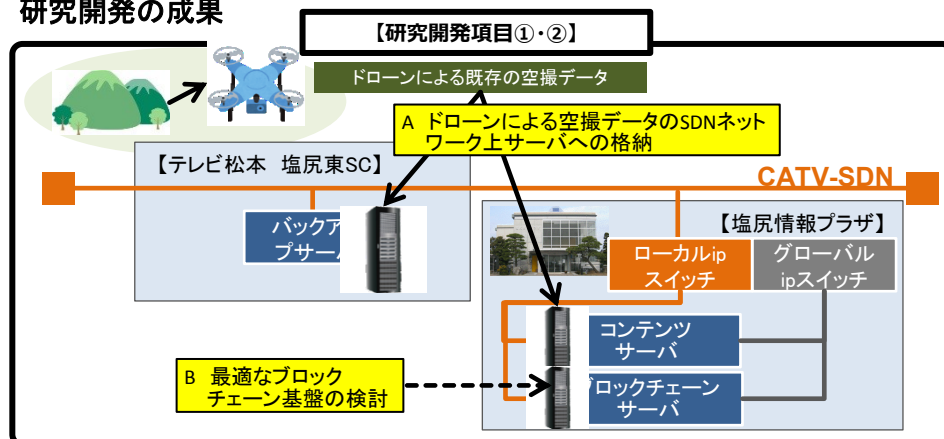 研究開発の成果
【研究開発項目①・②】
ドローンによる既存の空撮データ
A ドローンによる空撮データのSDNネット
ワーク上サーバへの格納
【テレビ松本 塩尻東SC】
CATV-SDN
バックア
プサー
【塩尻情報プラザ】
ローカルip
スイッチ
グローバル
ipスイッチ
コンテンツ
サーバ
B 最適なブロック
チェーン基盤の検討
ロックチェーン
サーバ